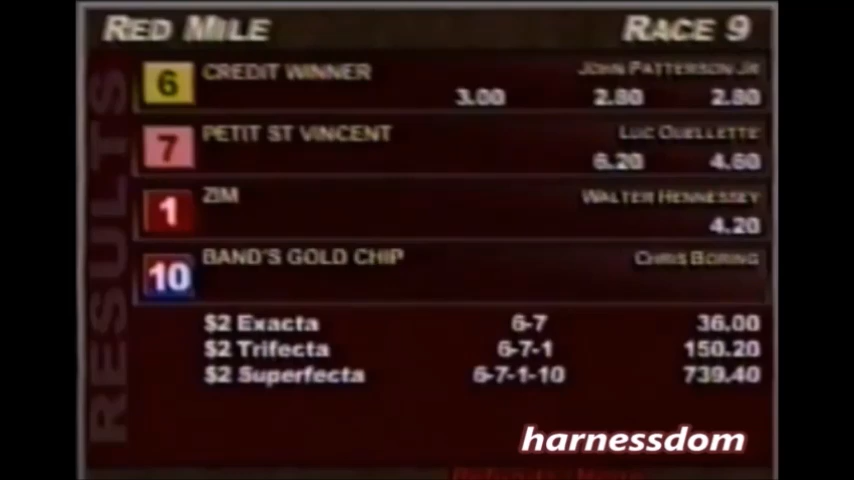 RED MILE RACE 9
RESULTS
6 CREDIT WINNER JOHN PATTERSON JR
3.00 2.80 2.80
7 PETIT ST VINCENT LUC OUELLETTE
6.20 4.60
1 ZIM WALTER HENNESSEY
4.20
10 BAND'S GOLD CHIP CHRIS BORING
$2 Exacta 6-7 36.00
$2 Trifecta 6-7-1 150.20
$2 Superfecta 6-7-1-10 739.40
harnessdom